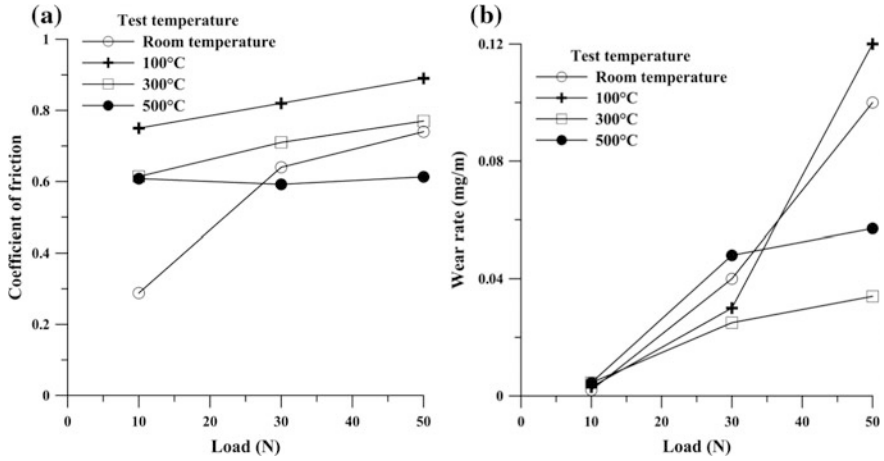 (a)
Test temperature
Room temperature
100°C
300°C
500°C
Coefficient of friction
1
0.8
0.6
0.4
0.2
0
0 10 20 30 40 50
Load (N)
(b)
Test temperature
Room temperature
100°C
300°C
500°C
Wear rate (mg/m)
0.12
0.08
0.04
0
0 10 20 30 40 50
Load (N)